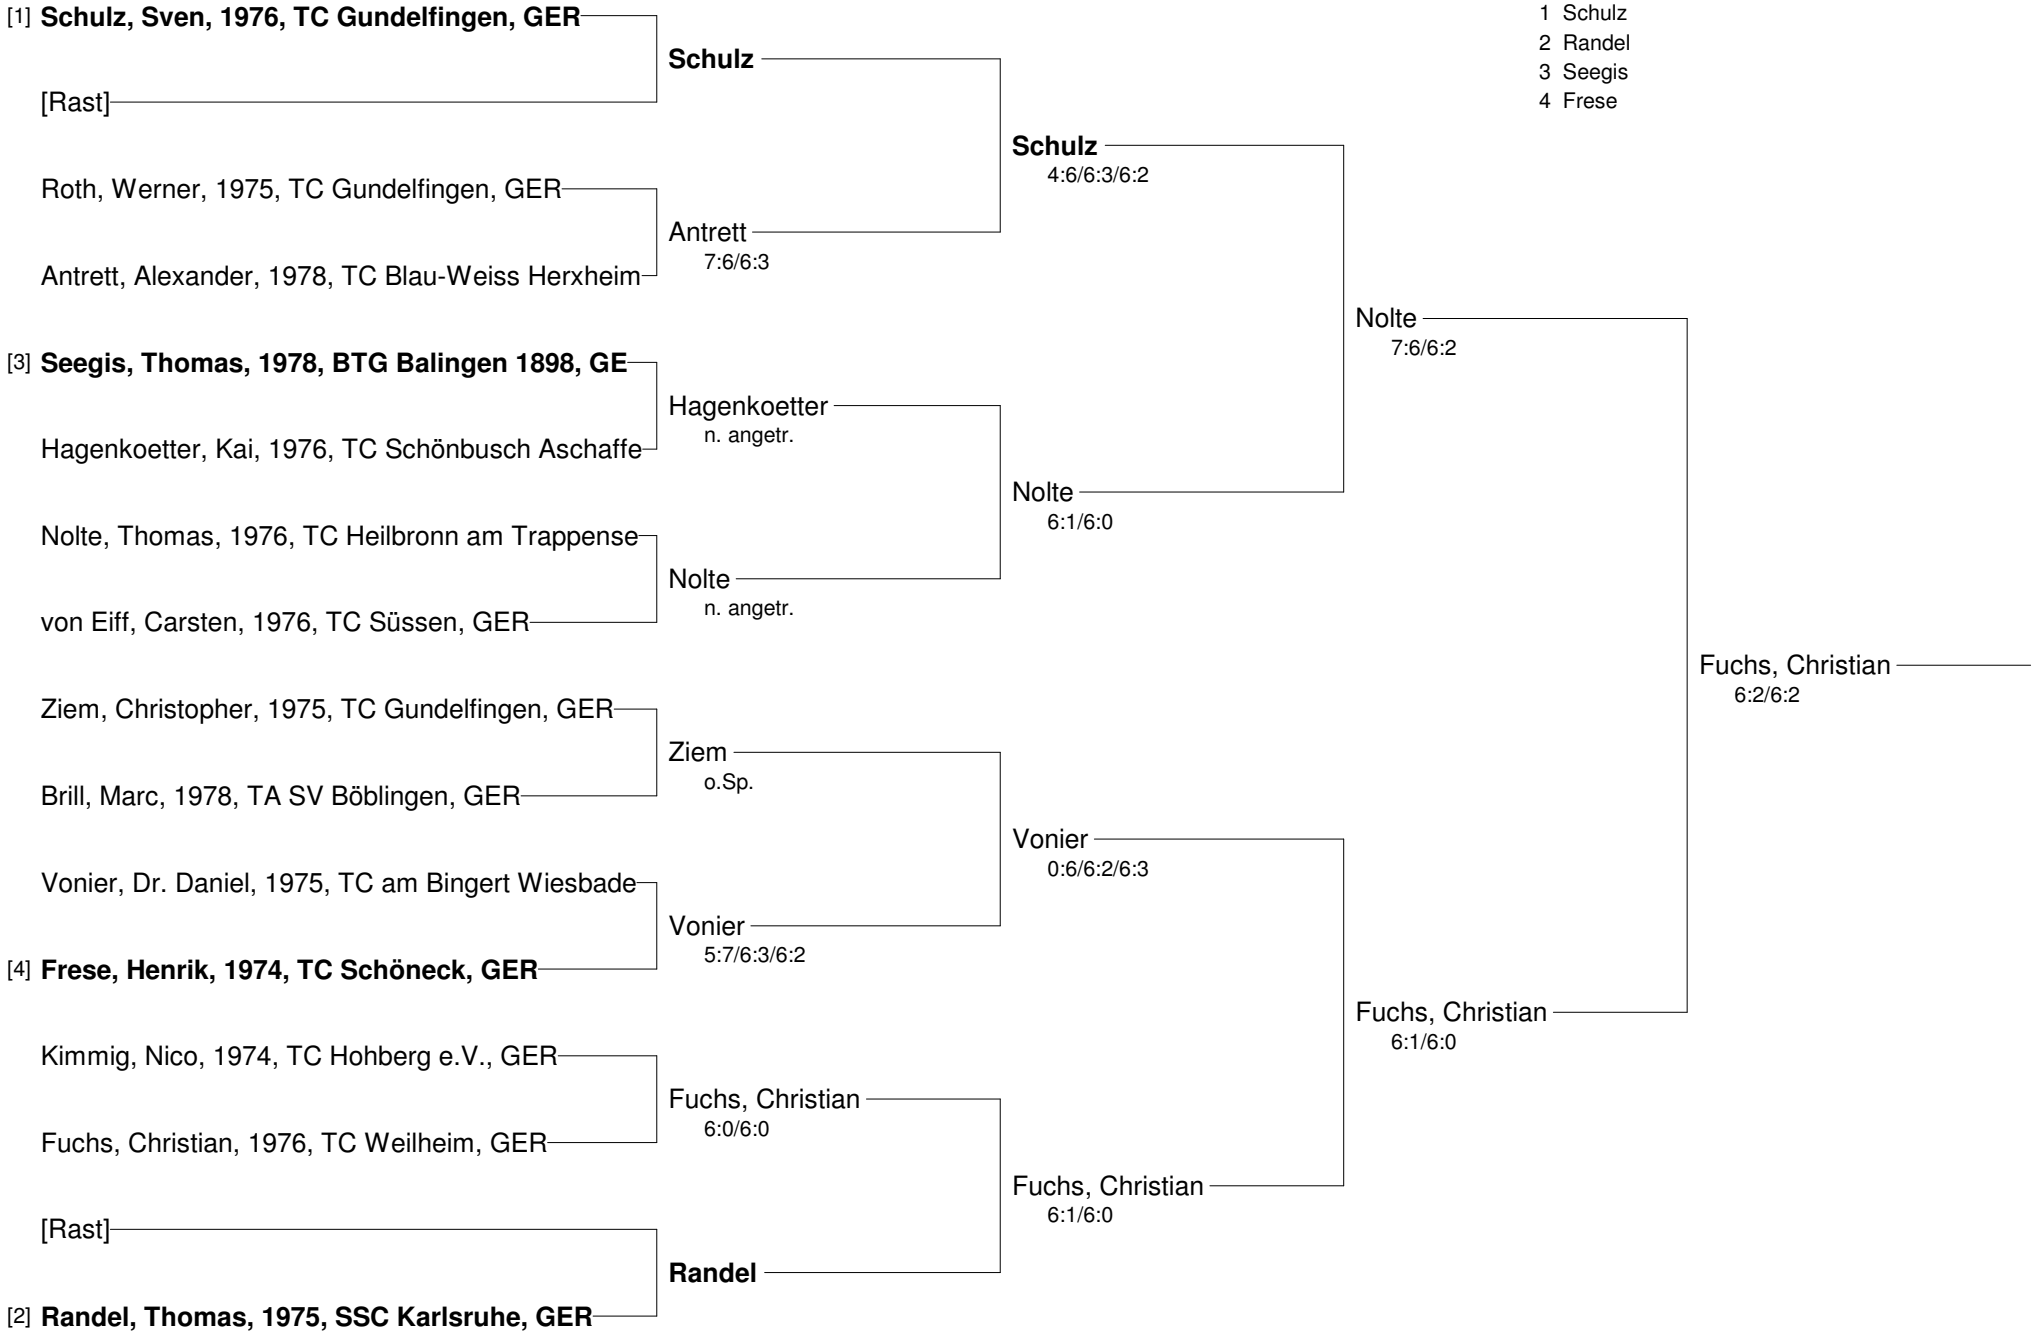 [1] Schulz, Sven, 1976, TC Gundelfingen, GER
[Rast]
Roth, Werner, 1975, TC Gundelfingen, GER
Antrett, Alexander, 1978, TC Blau-Weiss Herxheim
[3] Seegis, Thomas, 1978, BTG Balingen 1898, GE
Hagenkoetter, Kai, 1976, TC Schönbusch Aschaffe
Nolte, Thomas, 1976, TC Heilbronn am Trappense
von Eiff, Carsten, 1976, TC Süssen, GER
Ziem, Christopher, 1975, TC Gundelfingen, GER
Brill, Marc, 1978, TA SV Böblingen, GER
Vonier, Dr. Daniel, 1975, TC am Bingert Wiesbade
[4] Frese, Henrik, 1974, TC Schöneck, GER
Kimmig, Nico, 1974, TC Hohberg e.V., GER
Fuchs, Christian, 1976, TC Weilheim, GER
[Rast]
[2] Randel, Thomas, 1975, SSC Karlsruhe, GER
Schulz
Antrett
7:6/6:3
Hagenkoetter
n. angetr.
Nolte
n. angetr.
Ziem
o.Sp.
Vonier
5:7/6:3/6:2
Fuchs, Christian
6:0/6:0
Randel
Schulz
4:6/6:3/6:2
Nolte
6:1/6:0
Vonier
0:6/6:2/6:3
Fuchs, Christian
6:1/6:0
Nolte
7:6/6:2
Fuchs, Christian
6:1/6:0
Fuchs, Christian
6:2/6:2
1 Schulz
2 Randel
3 Seegis
4 Frese